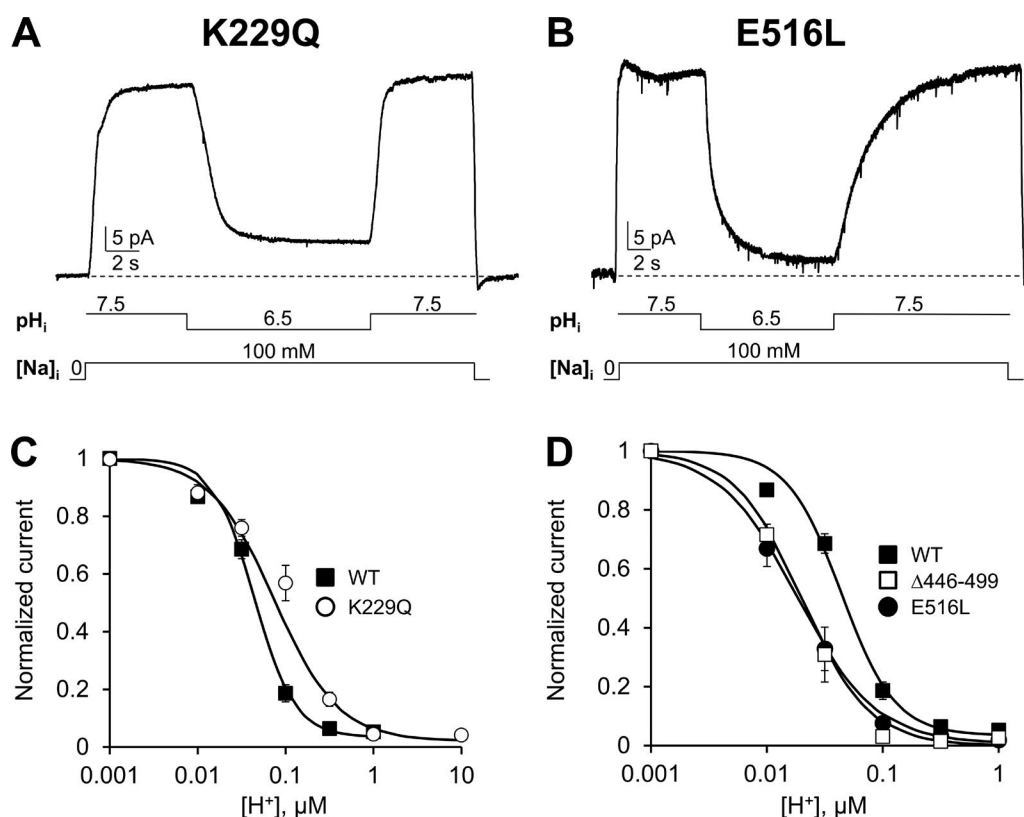 A K229Q
B E516L
5 pA
2 s
5 pA
2 s
7.5 6.5 7.5
pHi
100 mM
[Na]i 0
7.5 6.5 7.5
pHi
100 mM
[Na]i 0
C
Normalized current
1
0.8
0.6
0.4
0.2
0
WT
K229Q
0.001 0.01 0.1 1 10
[H⁺], µM
D
Normalized current
1
0.8
0.6
0.4
0.2
0
WT
Δ446-499
E516L
0.001 0.01 0.1 1
[H⁺], µM